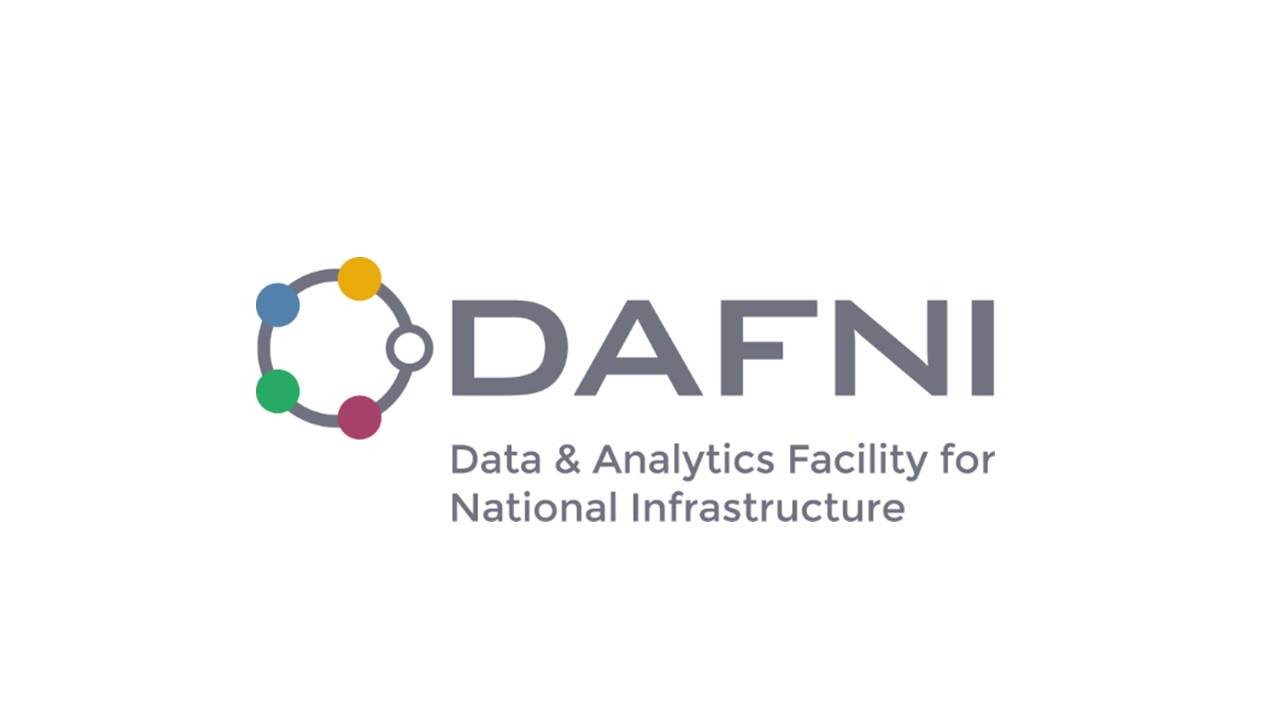 DAFNI
Data & Analytics Facility for
National Infrastructure